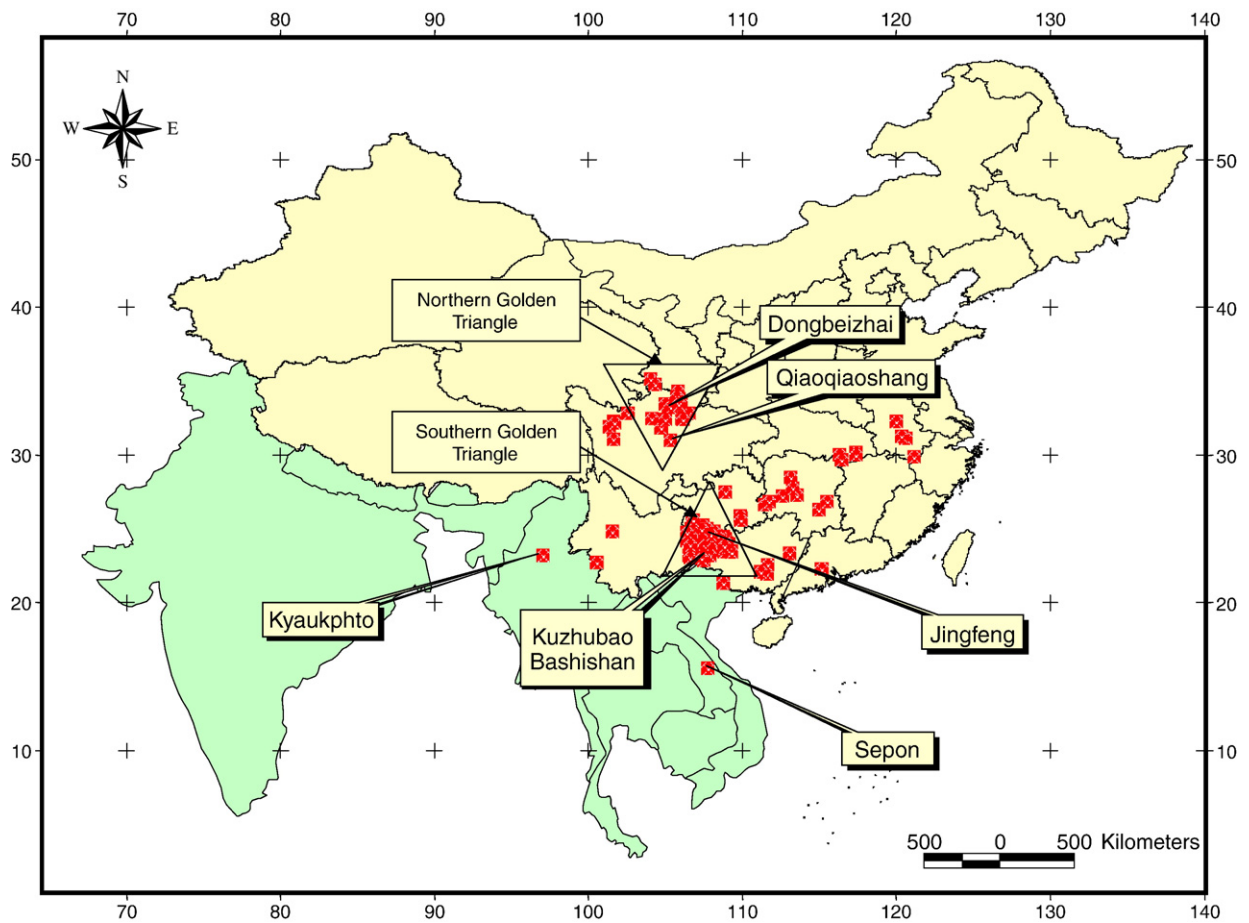 70 80 90 100 110 120 130 140
N
W E
S
50 50
Northern Golden
Triangle
40 40
Dongbeizhai
Qiaoqiaoshang
Southern Golden
Triangle
30 30
20 20
Kyaukphto
Kuzhubao
Bashishan
Jingfeng
Sepon
10 10
500 0 500 Kilometers
70 80 90 100 110 120 130 140